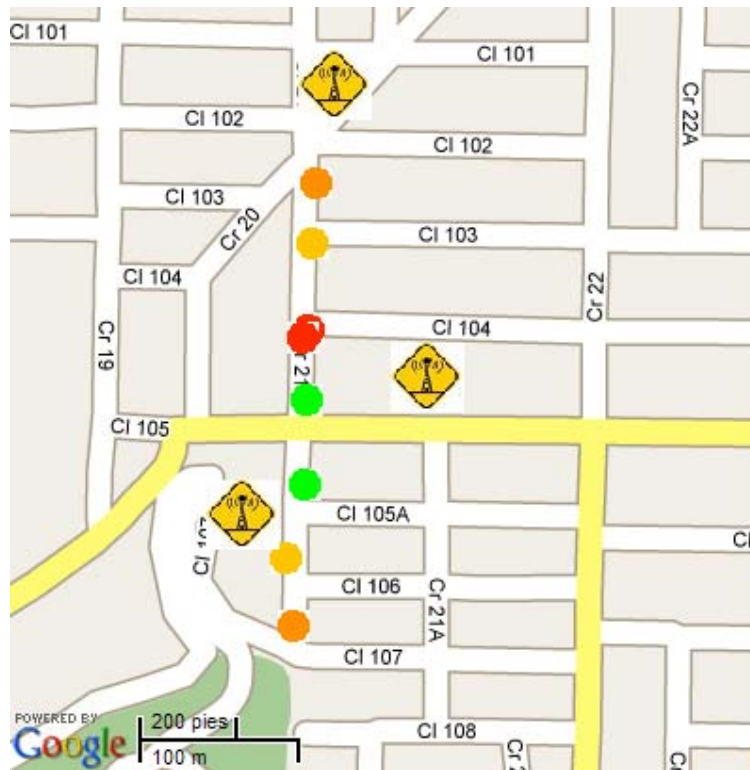 Cl 101
Cl 101
Cl 102
Cr 22A
Cl 102
Cl 103
Cr 20
Cl 103
Cl 104
Cr 22
Cl 104
Cr 19
Cl 105
Cl 105A
Cl 106
Cr 21A
Cl 107
Cl 108
POWERED BY
Google
200 pies
100 m